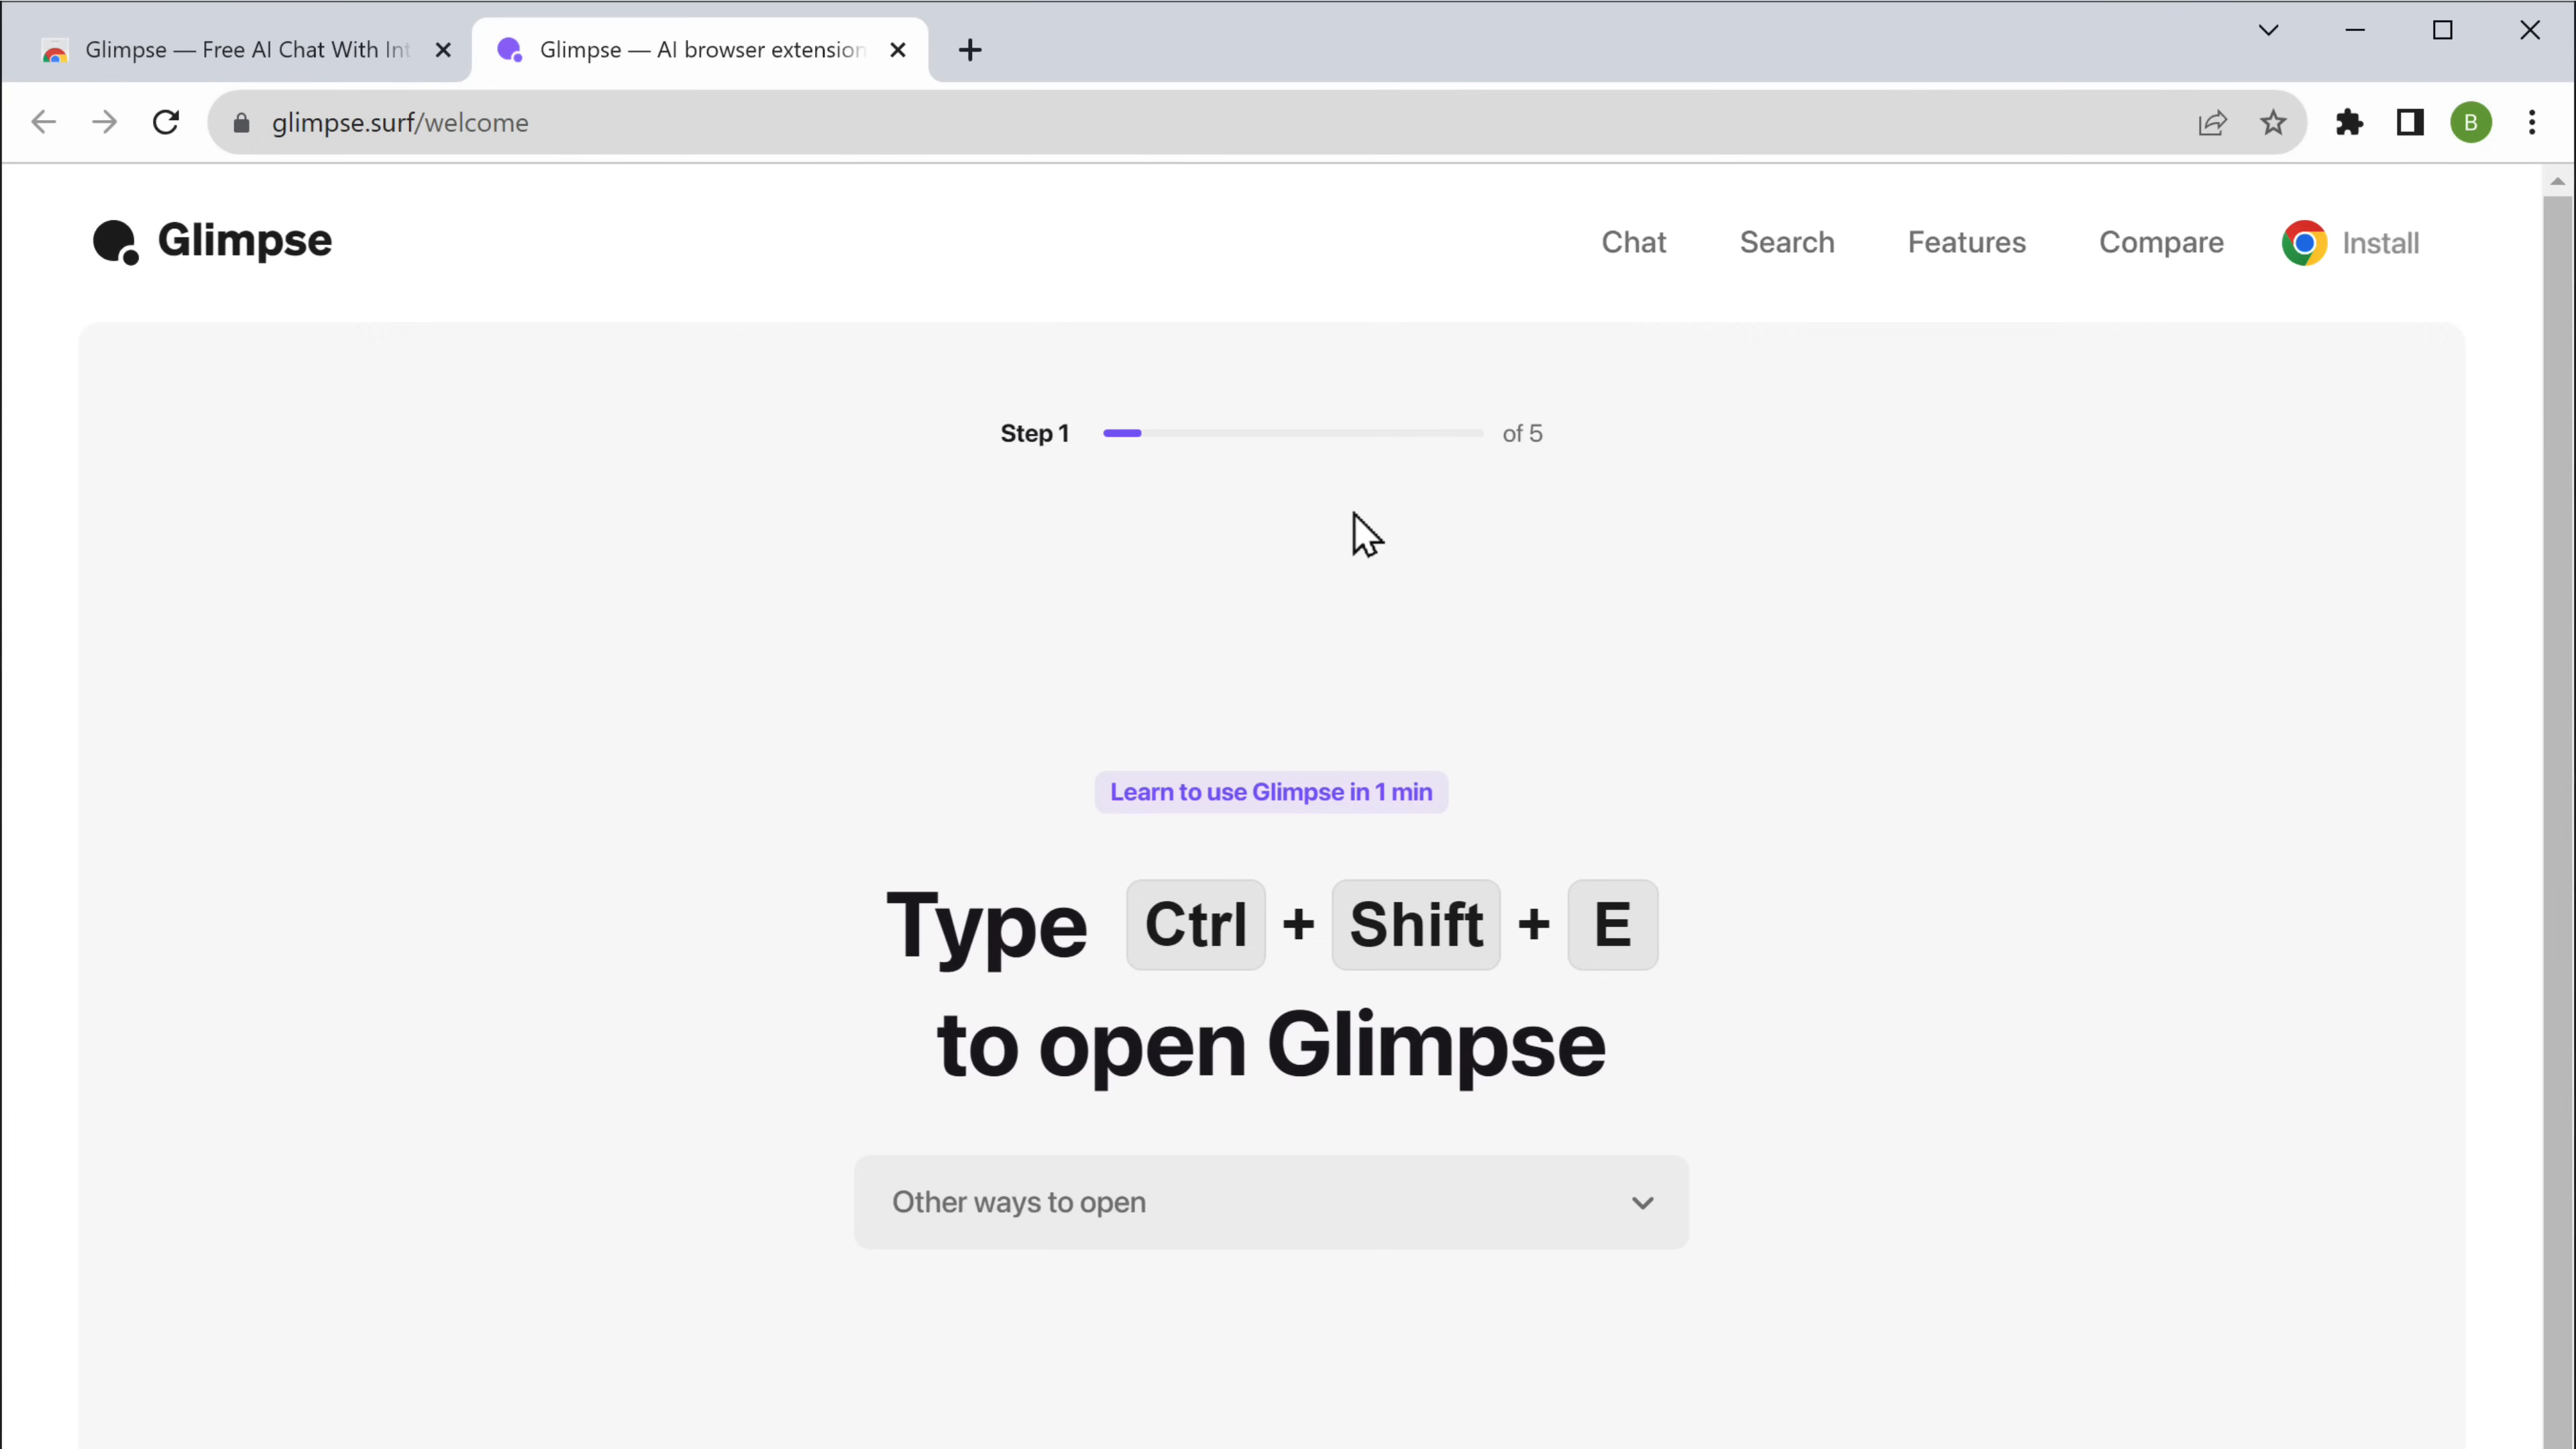 Glimpse — Free AI Chat With Int
Glimpse — AI browser extension
glimpse.surf/welcome
B
Glimpse
Chat
Search
Features
Compare
Install
Step 1
of 5
Learn to use Glimpse in 1 min
Type Ctrl + Shift + E
to open Glimpse
Other ways to open